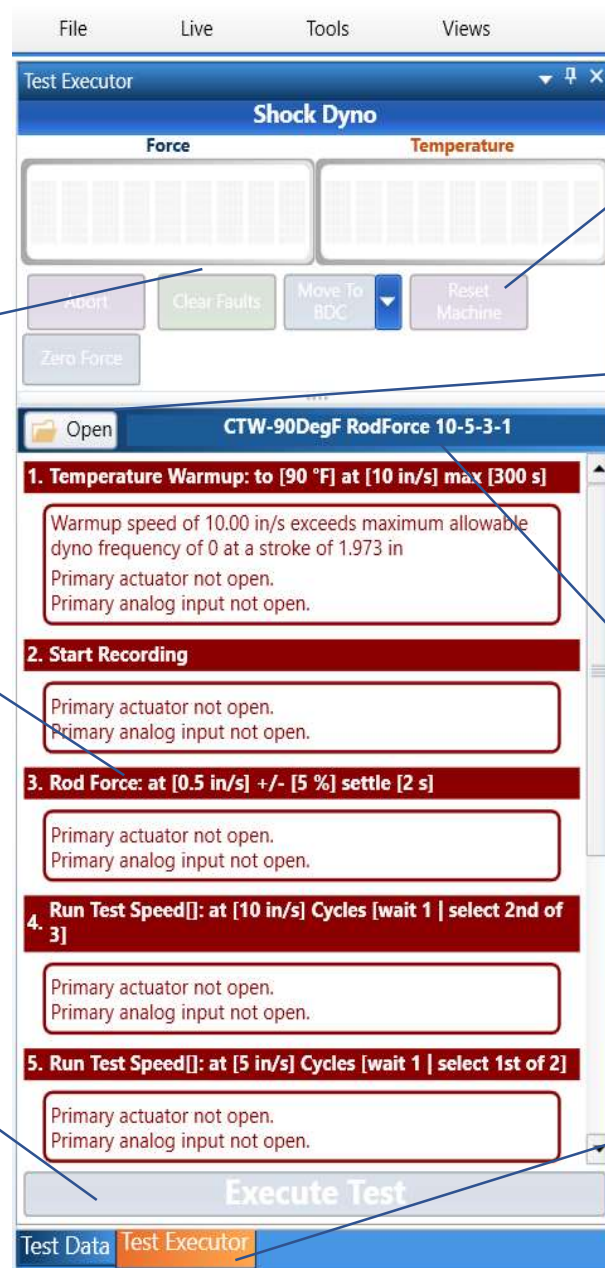 File Live Tools Views
Test Executor
Shock Dyno
Force Temperature
Abort Clear Faults Move To BDC Reset Machine
Zero Force
Open CTW-90DegF RodForce 10-5-3-1
1. Temperature Warmup: to [90 °F] at [10 in/s] max [300 s]
Warmup speed of 10.00 in/s exceeds maximum allowable
dyno frequency of 0 at a stroke of 1.973 in
Primary actuator not open.
Primary analog input not open.
2. Start Recording
Primary actuator not open.
Primary analog input not open.
3. Rod Force: at [0.5 in/s] +/- [5 %] settle [2 s]
Primary actuator not open.
Primary analog input not open.
4. Run Test Speed[]: at [10 in/s] Cycles [wait 1 | select 2nd of
3]
Primary actuator not open.
Primary analog input not open.
5. Run Test Speed[]: at [5 in/s] Cycles [wait 1 | select 1st of 2]
Primary actuator not open.
Primary analog input not open.
Execute Test
Test Data Test Executor